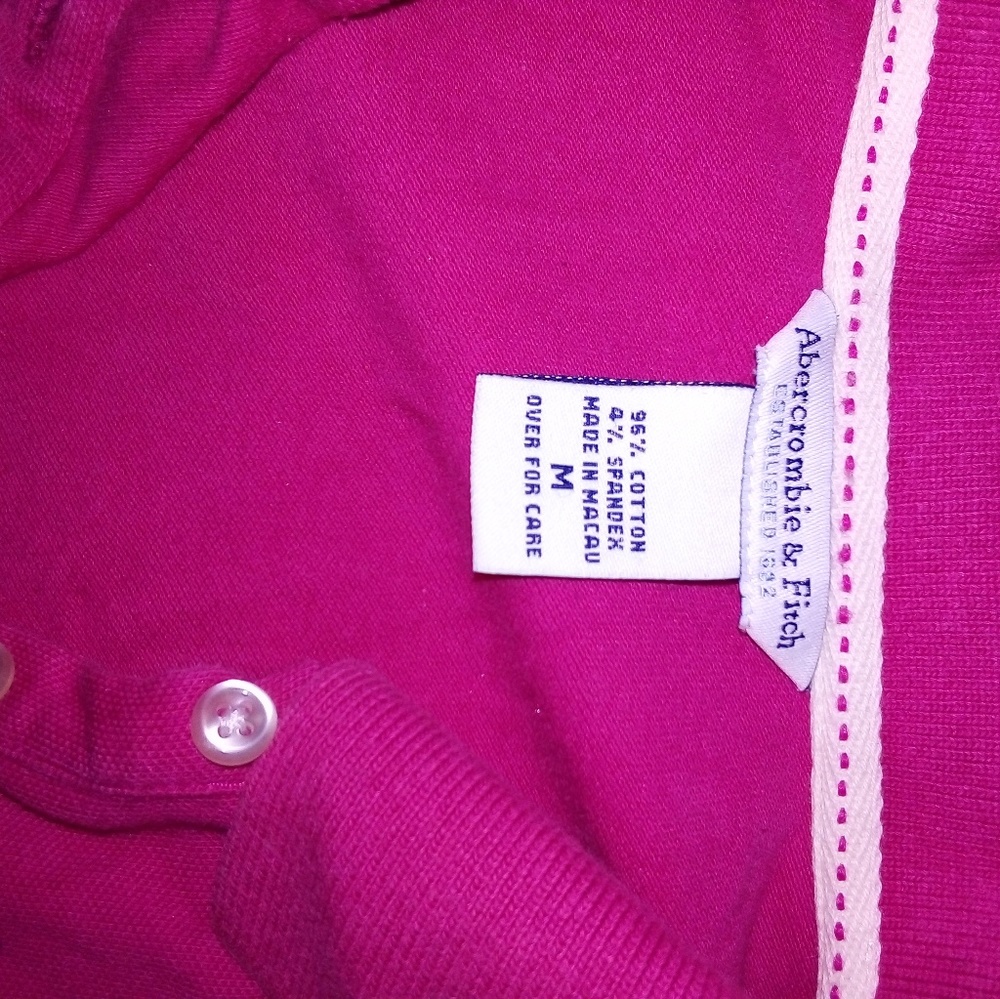 Abercrombie & Fitch
ESTABLISHED 1892
96% COTTON
4% SPANDEX
MADE IN MACAU
M
OVER FOR CARE